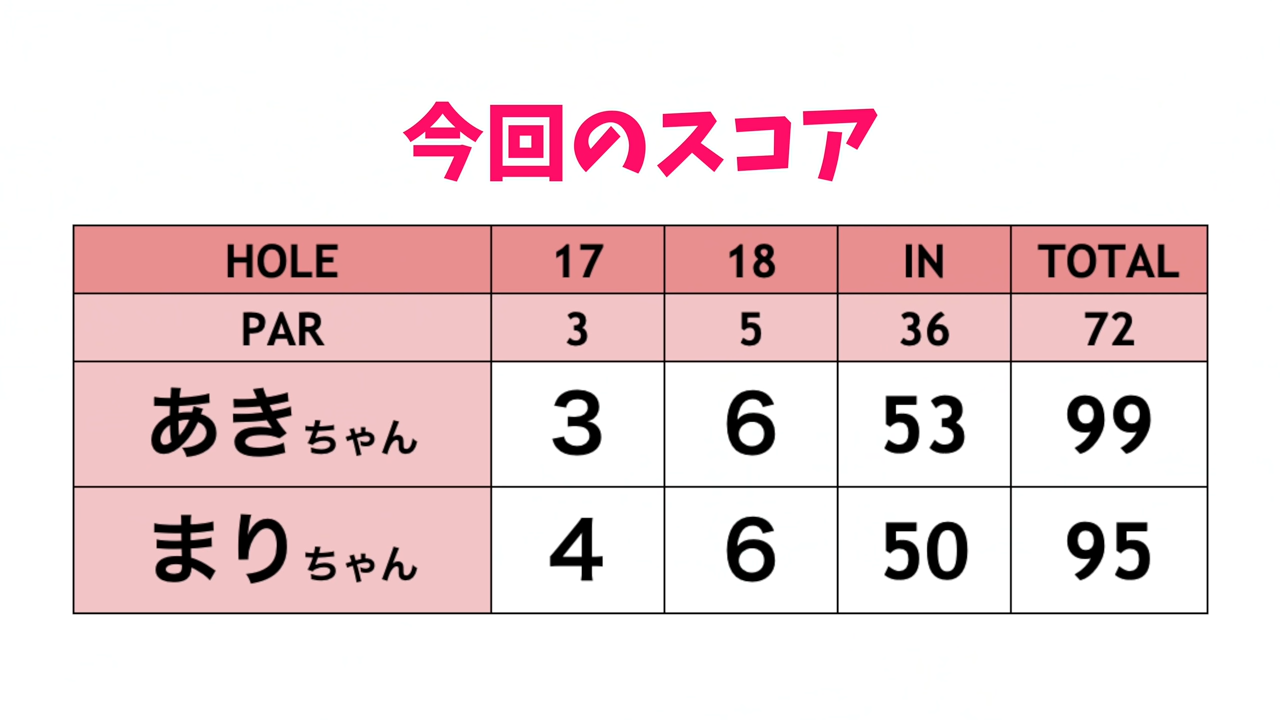 今回のスコア
HOLE 17 18 IN TOTAL
PAR 3 5 36 72
あきちゃん 3 6 53 99
まりちゃん 4 6 50 95